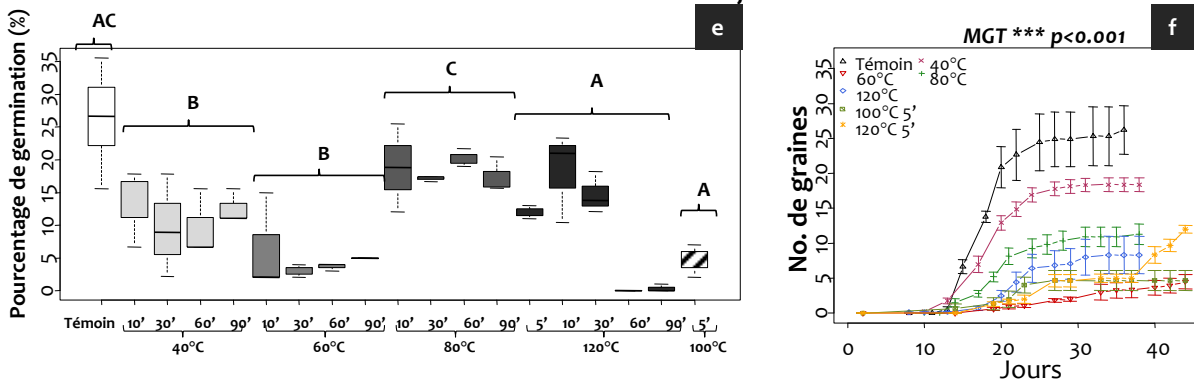 e
Pourcentage de germination (%)
35
30
25
20
15
10
5
0
AC
B
B
C
A
A
Témoin
10’ 30’ 60’ 90’ 10’ 30’ 60’ 90’ 10’ 30’ 60’ 90’ 5’ 10’ 30’ 60’ 90’ 5’
40°C 60°C 80°C 120°C 100°C
f
MGT *** p<0.001
No. de graines
35
30
25
20
15
10
5
0
Témoin 40°C
60°C 80°C
120°C
100°C 5’
120°C 5’
0 10 20 30 40
Jours